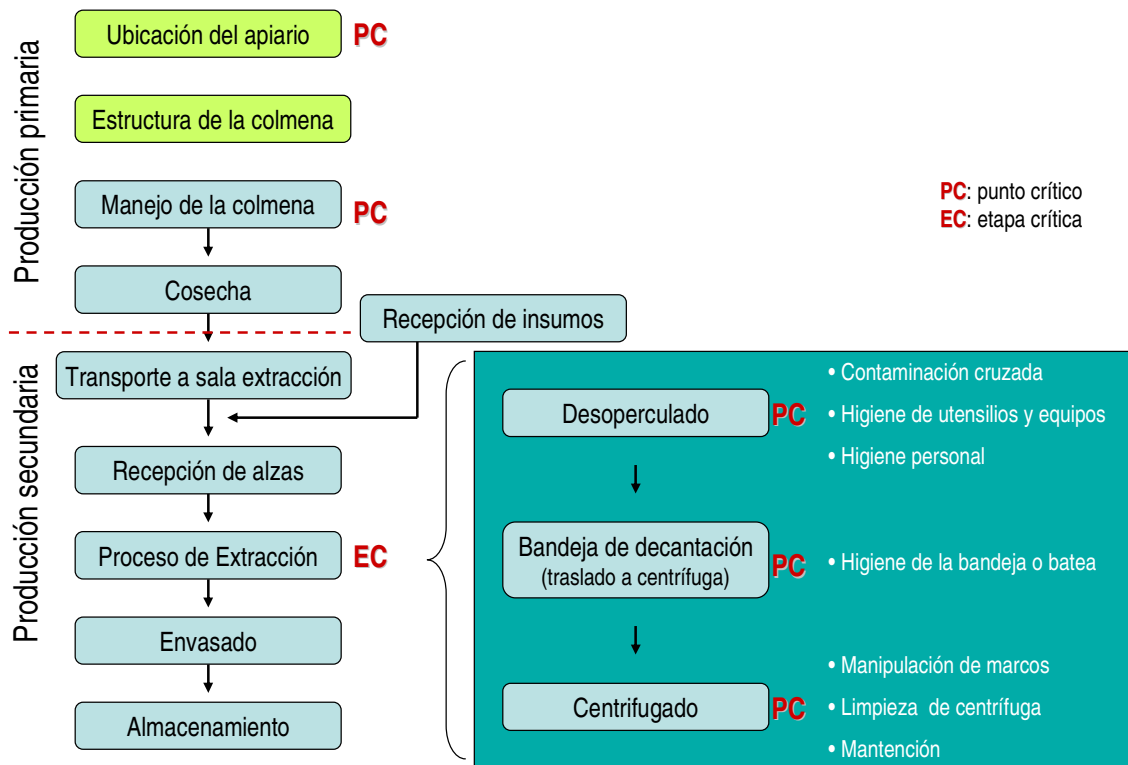 Producción primaria
Ubicación del apiario PC
Estructura de la colmena
Manejo de la colmena PC
Cosecha
PC: punto crítico
EC: etapa crítica
Producción secundaria
Recepción de insumos
Transporte a sala extracción
Recepción de alzas
Proceso de Extracción EC
Envasado
Almacenamiento
Desoperculado PC
• Contaminación cruzada
• Higiene de utensilios y equipos
• Higiene personal
Bandeja de decantación
(traslado a centrífuga) PC
• Higiene de la bandeja o batea
Centrifugado PC
• Manipulación de marcos
• Limpieza de centrífuga
• Mantención